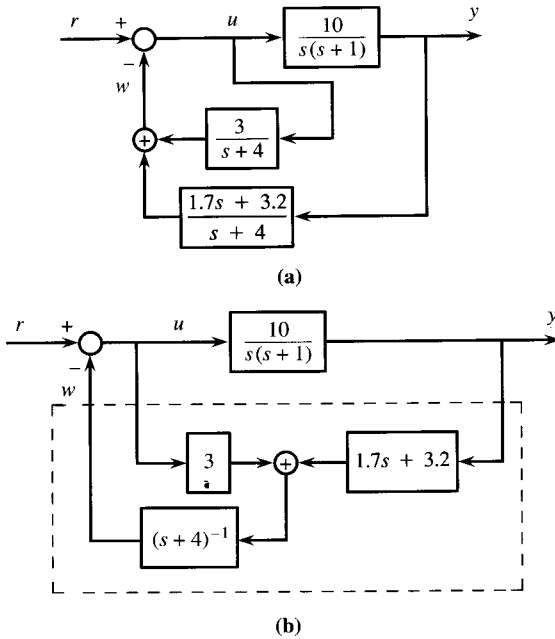 r + u 10 y
s(s + 1)
−
w
+ 3
s + 4
1.7s + 3.2
s + 4
(a)
r + u 10 y
s(s + 1)
−
w
3 + 1.7s + 3.2
(s + 4)⁻¹
(b)